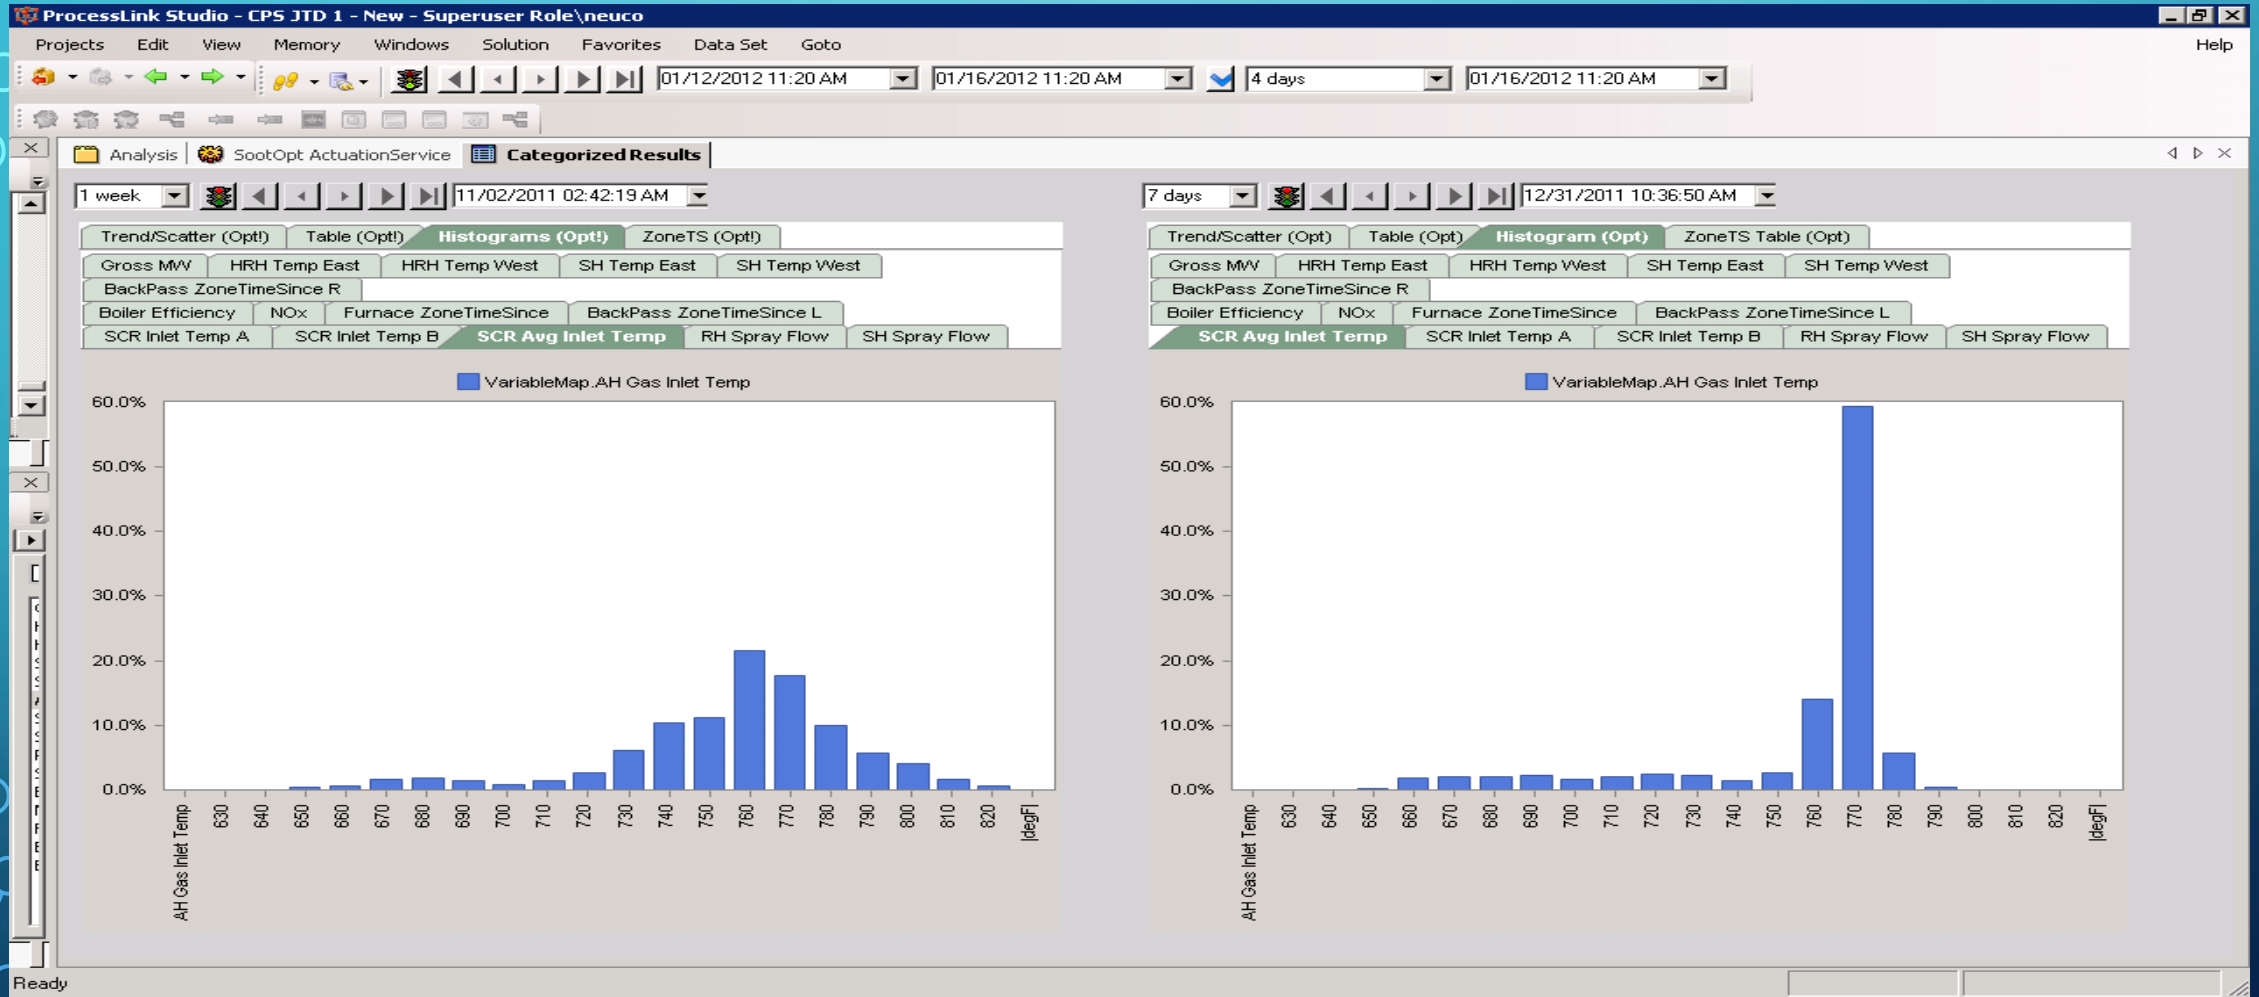 ProcessLink Studio - CPS JTD 1 - New - Superuser Role\neuco
Projects Edit View Memory Windows Solution Favorites Data Set Goto Help
01/12/2012 11:20 AM 01/16/2012 11:20 AM 4 days 01/16/2012 11:20 AM
Analysis SootOpt ActuationService Categorized Results
1 week 11/02/2011 02:42:19 AM
Trend/Scatter (Opt!) Table (Opt!) Histograms (Opt!) ZoneTS (Opt!)
Gross MW HRH Temp East HRH Temp West SH Temp East SH Temp West
BackPass ZoneTimeSince R
Boiler Efficiency NOx Furnace ZoneTimeSince BackPass ZoneTimeSince L
SCR Inlet Temp A SCR Inlet Temp B SCR Avg Inlet Temp RH Spray Flow SH Spray Flow
VariableMap.AH Gas Inlet Temp
60.0%
50.0%
40.0%
30.0%
20.0%
10.0%
0.0%
AH Gas Inlet Temp 630 640 650 660 670 680 690 700 710 720 730 740 750 760 770 780 790 800 810 820 |degF|
7 days 12/31/2011 10:36:50 AM
Trend/Scatter (Opt) Table (Opt) Histogram (Opt) ZoneTS Table (Opt)
Gross MW HRH Temp East HRH Temp West SH Temp East SH Temp West
BackPass ZoneTimeSince R
Boiler Efficiency NOx Furnace ZoneTimeSince BackPass ZoneTimeSince L
SCR Avg Inlet Temp SCR Inlet Temp A SCR Inlet Temp B RH Spray Flow SH Spray Flow
VariableMap.AH Gas Inlet Temp
60.0%
50.0%
40.0%
30.0%
20.0%
10.0%
0.0%
AH Gas Inlet Temp 630 640 650 660 670 680 690 700 710 720 730 740 750 760 770 780 790 800 810 820 |degF|
Ready